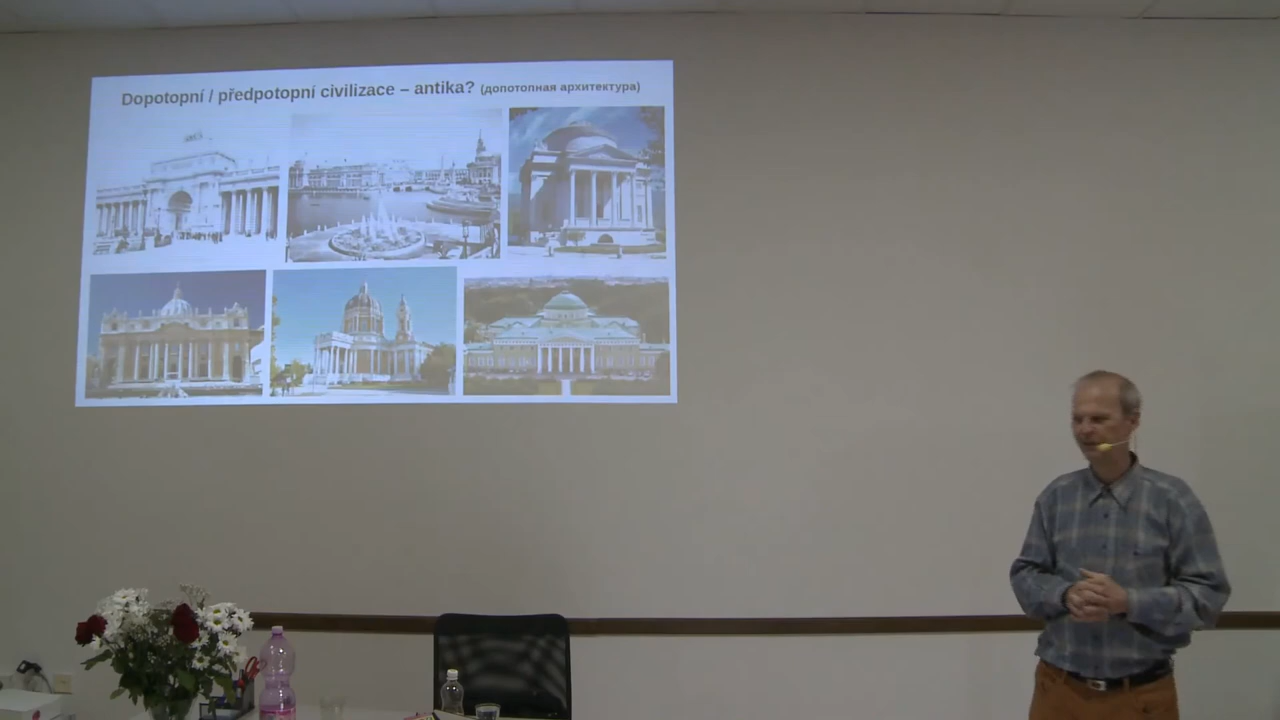 Dopotopní / předpotopní civilizace – antika? (допотопная архитектура)